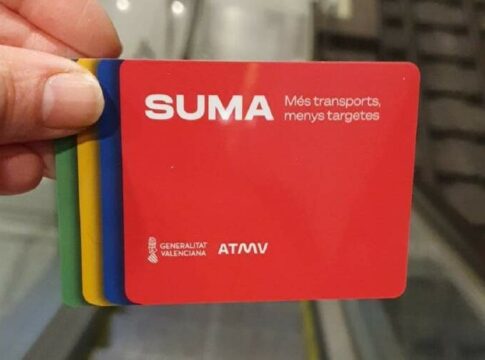 SUMA
Més transports,
menys targetes
GENERALITAT
VALENCIANA
ATMV